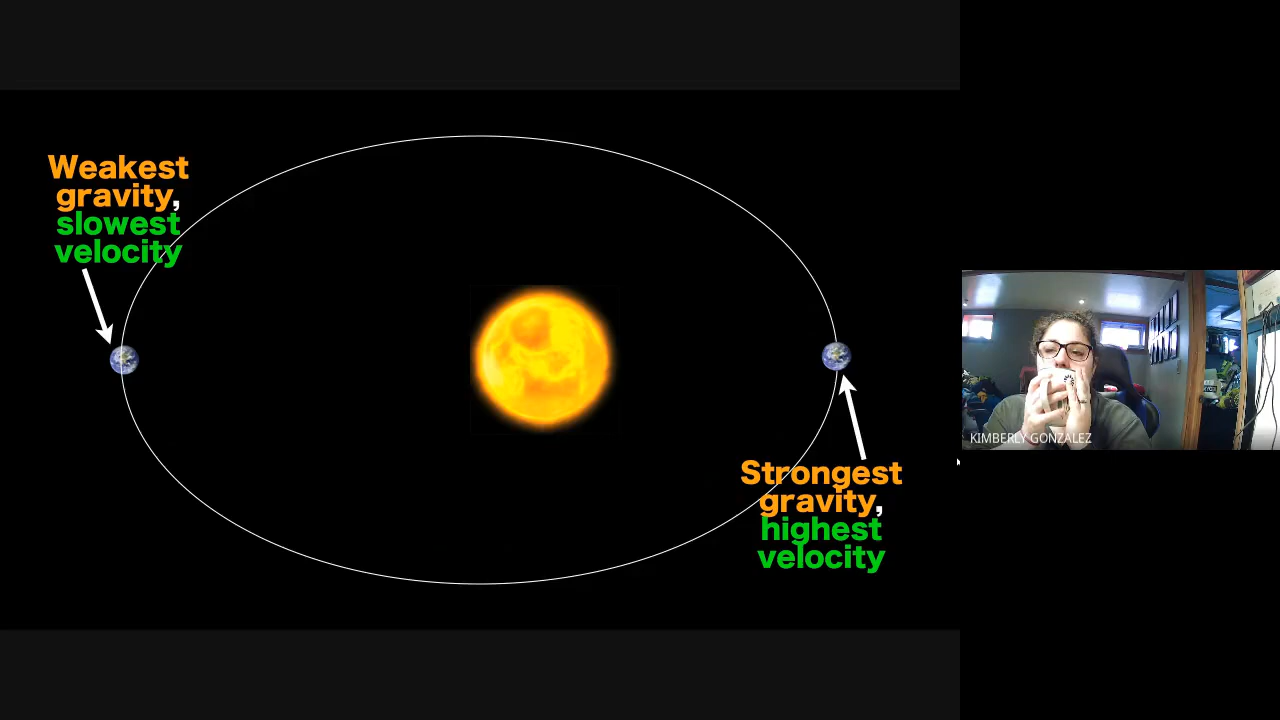 Weakest
gravity,
slowest
velocity
Strongest
gravity,
highest
velocity
KIMBERLY GONZALEZ